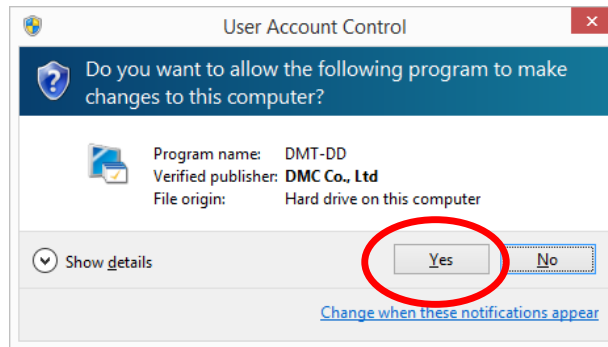 User Account Control
Do you want to allow the following program to make
changes to this computer?
Program name: DMT-DD
Verified publisher: DMC Co., Ltd
File origin: Hard drive on this computer
Show details
Yes
No
Change when these notifications appear